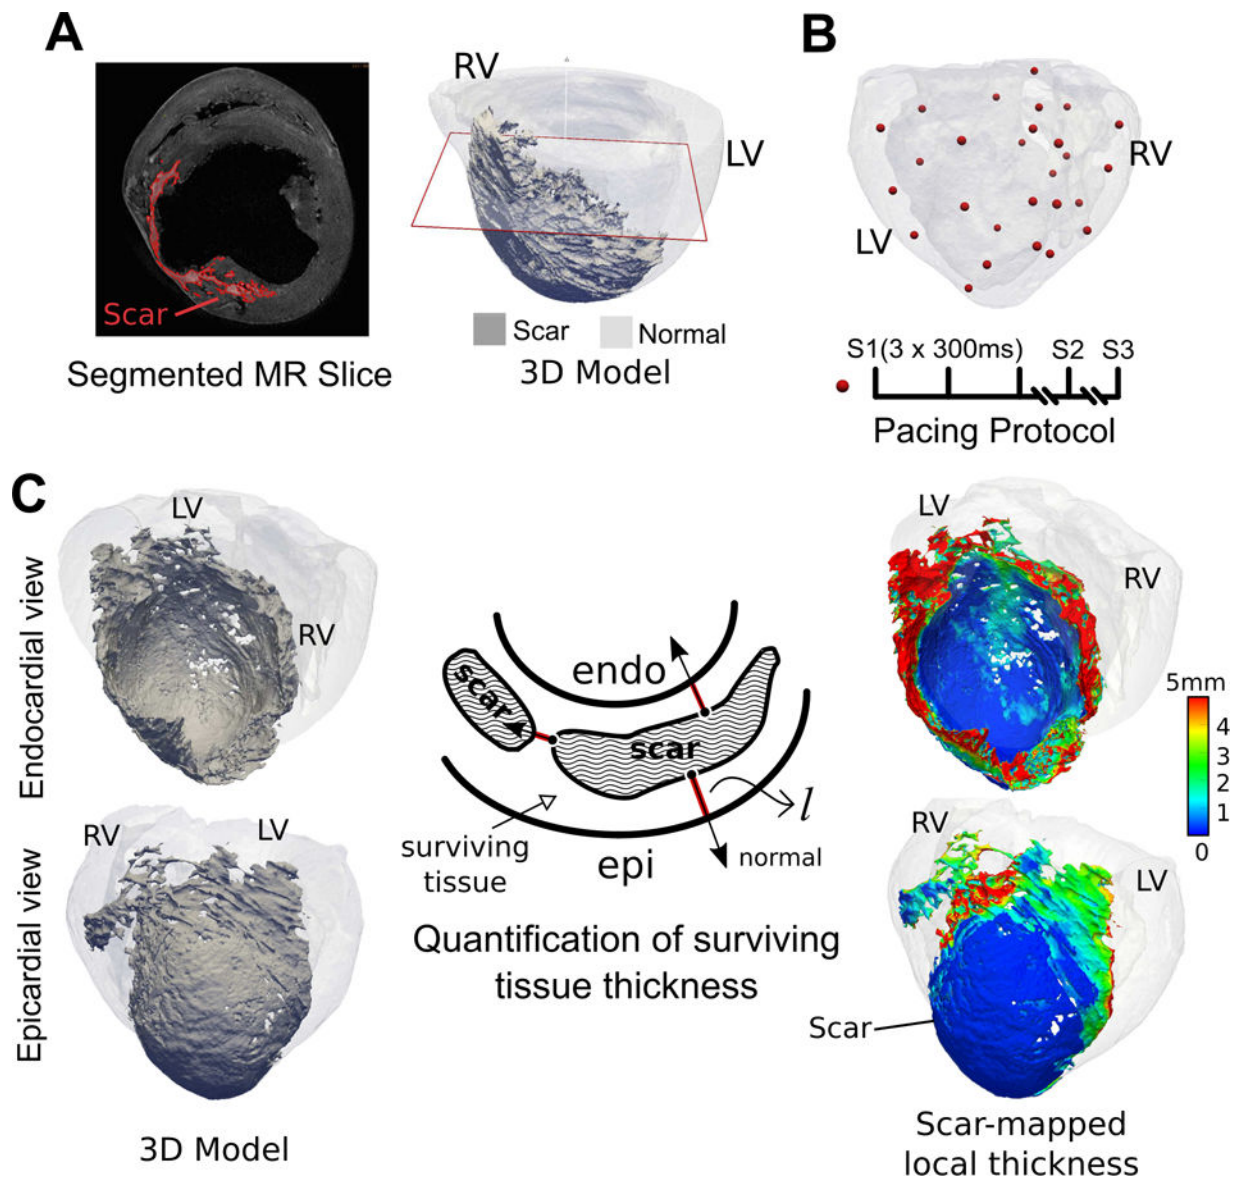 A
Scar
Segmented MR Slice
RV
LV
Scar
Normal
3D Model
B
RV
LV
S1(3 x 300ms)
S2
S3
Pacing Protocol
C
Endocardial view
LV
RV
Epicardial view
RV
LV
3D Model
endo
scar
scar
l
surviving
tissue
epi
normal
Quantification of surviving
tissue thickness
LV
RV
5mm
4
3
2
1
0
RV
LV
Scar
Scar-mapped
local thickness